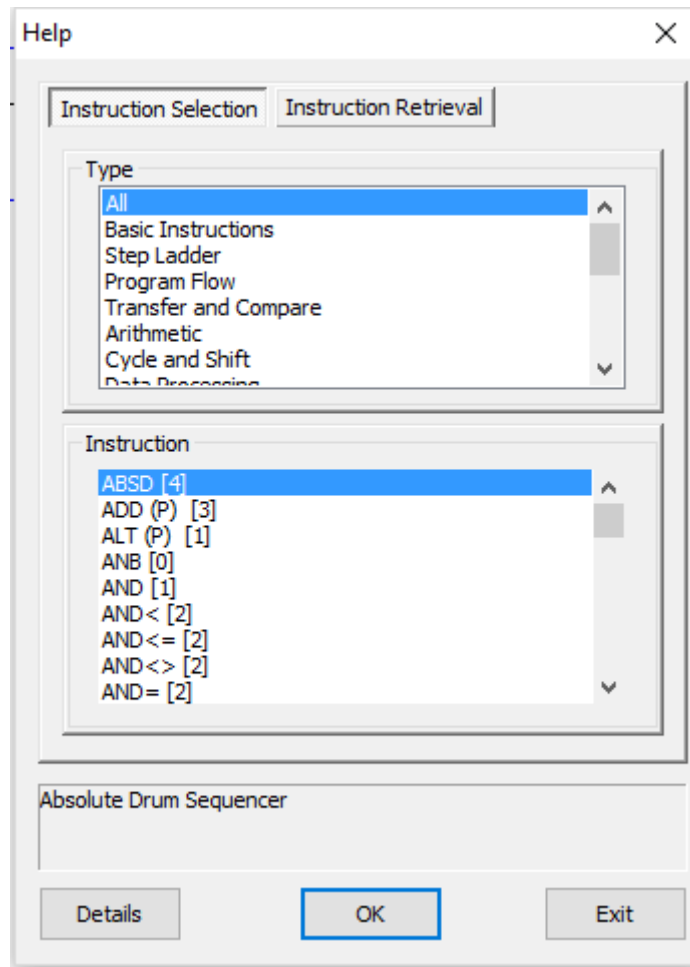 Help
Instruction Selection
Instruction Retrieval
Type
All
Basic Instructions
Step Ladder
Program Flow
Transfer and Compare
Arithmetic
Cycle and Shift
Data Processing
Instruction
ABSD [4]
ADD (P)  [3]
ALT (P)  [1]
ANB [0]
AND [1]
AND< [2]
AND<= [2]
AND<> [2]
AND= [2]
Absolute Drum Sequencer
Details
OK
Exit